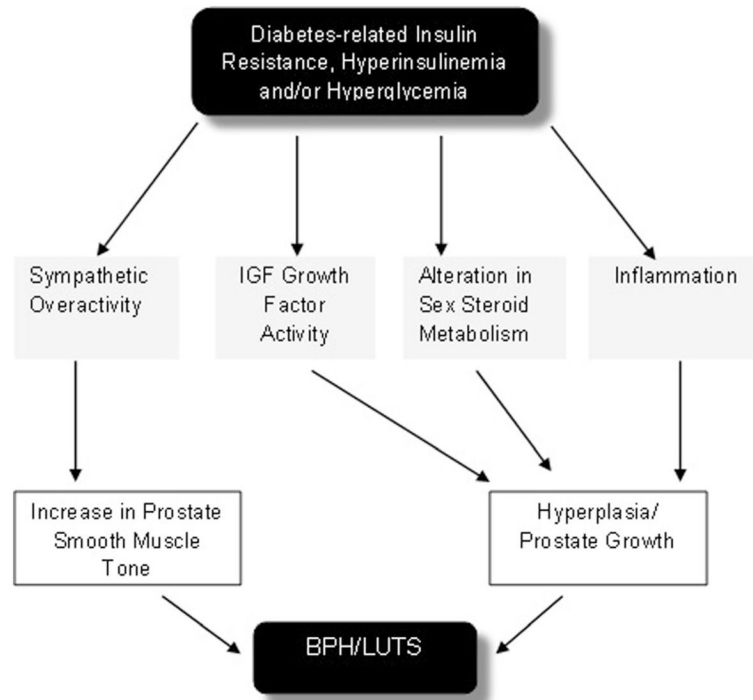 Diabetes-related Insulin
Resistance, Hyperinsulinemia
and/or Hyperglycemia
Sympathetic
Overactivity
IGF Growth
Factor
Activity
Alteration in
Sex Steroid
Metabolism
Inflammation
Increase in Prostate
Smooth Muscle
Tone
Hyperplasia/
Prostate Growth
BPH/LUTS